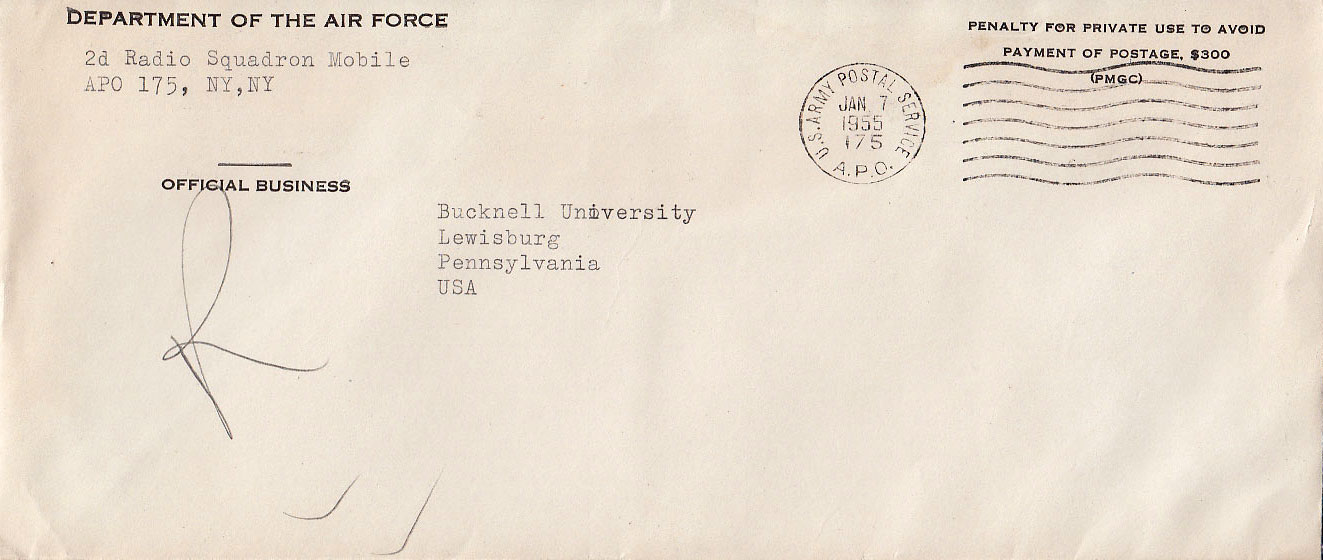 DEPARTMENT OF THE AIR FORCE
2d Radio Squadron Mobile
APO 175, NY,NY
OFFICIAL BUSINESS
PENALTY FOR PRIVATE USE TO AVOID
PAYMENT OF POSTAGE, $300
(PMGC)
U.S. ARMY POSTAL SERVICE
JAN 7
1955
175
A.P.O.
Bucknell University
Lewisburg
Pennsylvania
USA
R